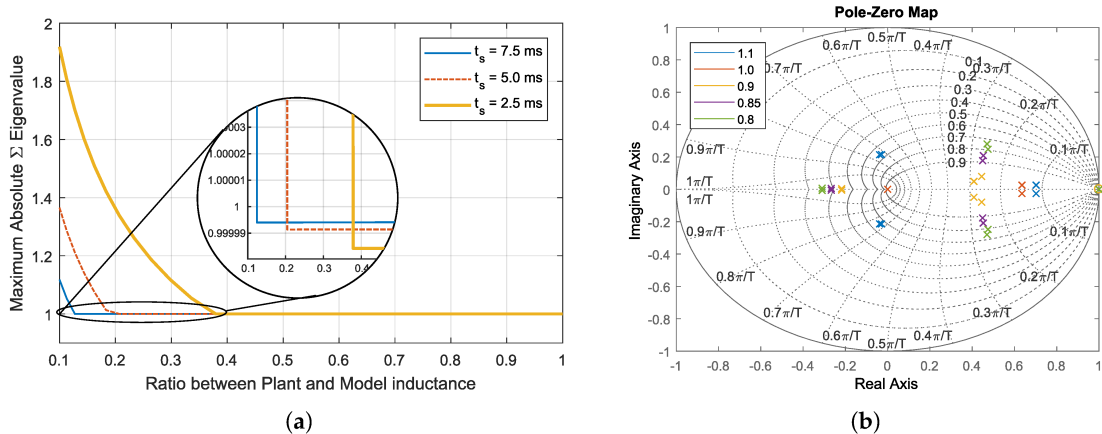 2
1.8
1.6
1.4
1.2
1
Maximum Absolute Σ Eigenvalue
t_s = 7.5 ms
t_s = 5.0 ms
t_s = 2.5 ms
0003
1.00002
1.00001
1
0.99999
0.1 0.2 0.3 0.4
0.1 0.2 0.3 0.4 0.5 0.6 0.7 0.8 0.9 1
Ratio between Plant and Model inductance
(a)
Pole-Zero Map
1.1
1.0
0.9
0.85
0.8
1
0.8
0.6
0.4
0.2
0
-0.2
-0.4
-0.6
-0.8
-1
Imaginary Axis
0.5π/T
0.6π/T 0.4π/T
0.7π/T 0.3π/T
0.2π/T
0.9π/T 0.1π/T
1π/T
1π/T
0.9π/T 0.1π/T
0.8π/T 0.2π/T
0.7π/T 0.3π/T
0.6π/T 0.4π/T
0.5π/T
0.1
0.2
0.3
0.4
0.5
0.6
0.7
0.8
0.9
-1 -0.8 -0.6 -0.4 -0.2 0 0.2 0.4 0.6 0.8 1
Real Axis
(b)